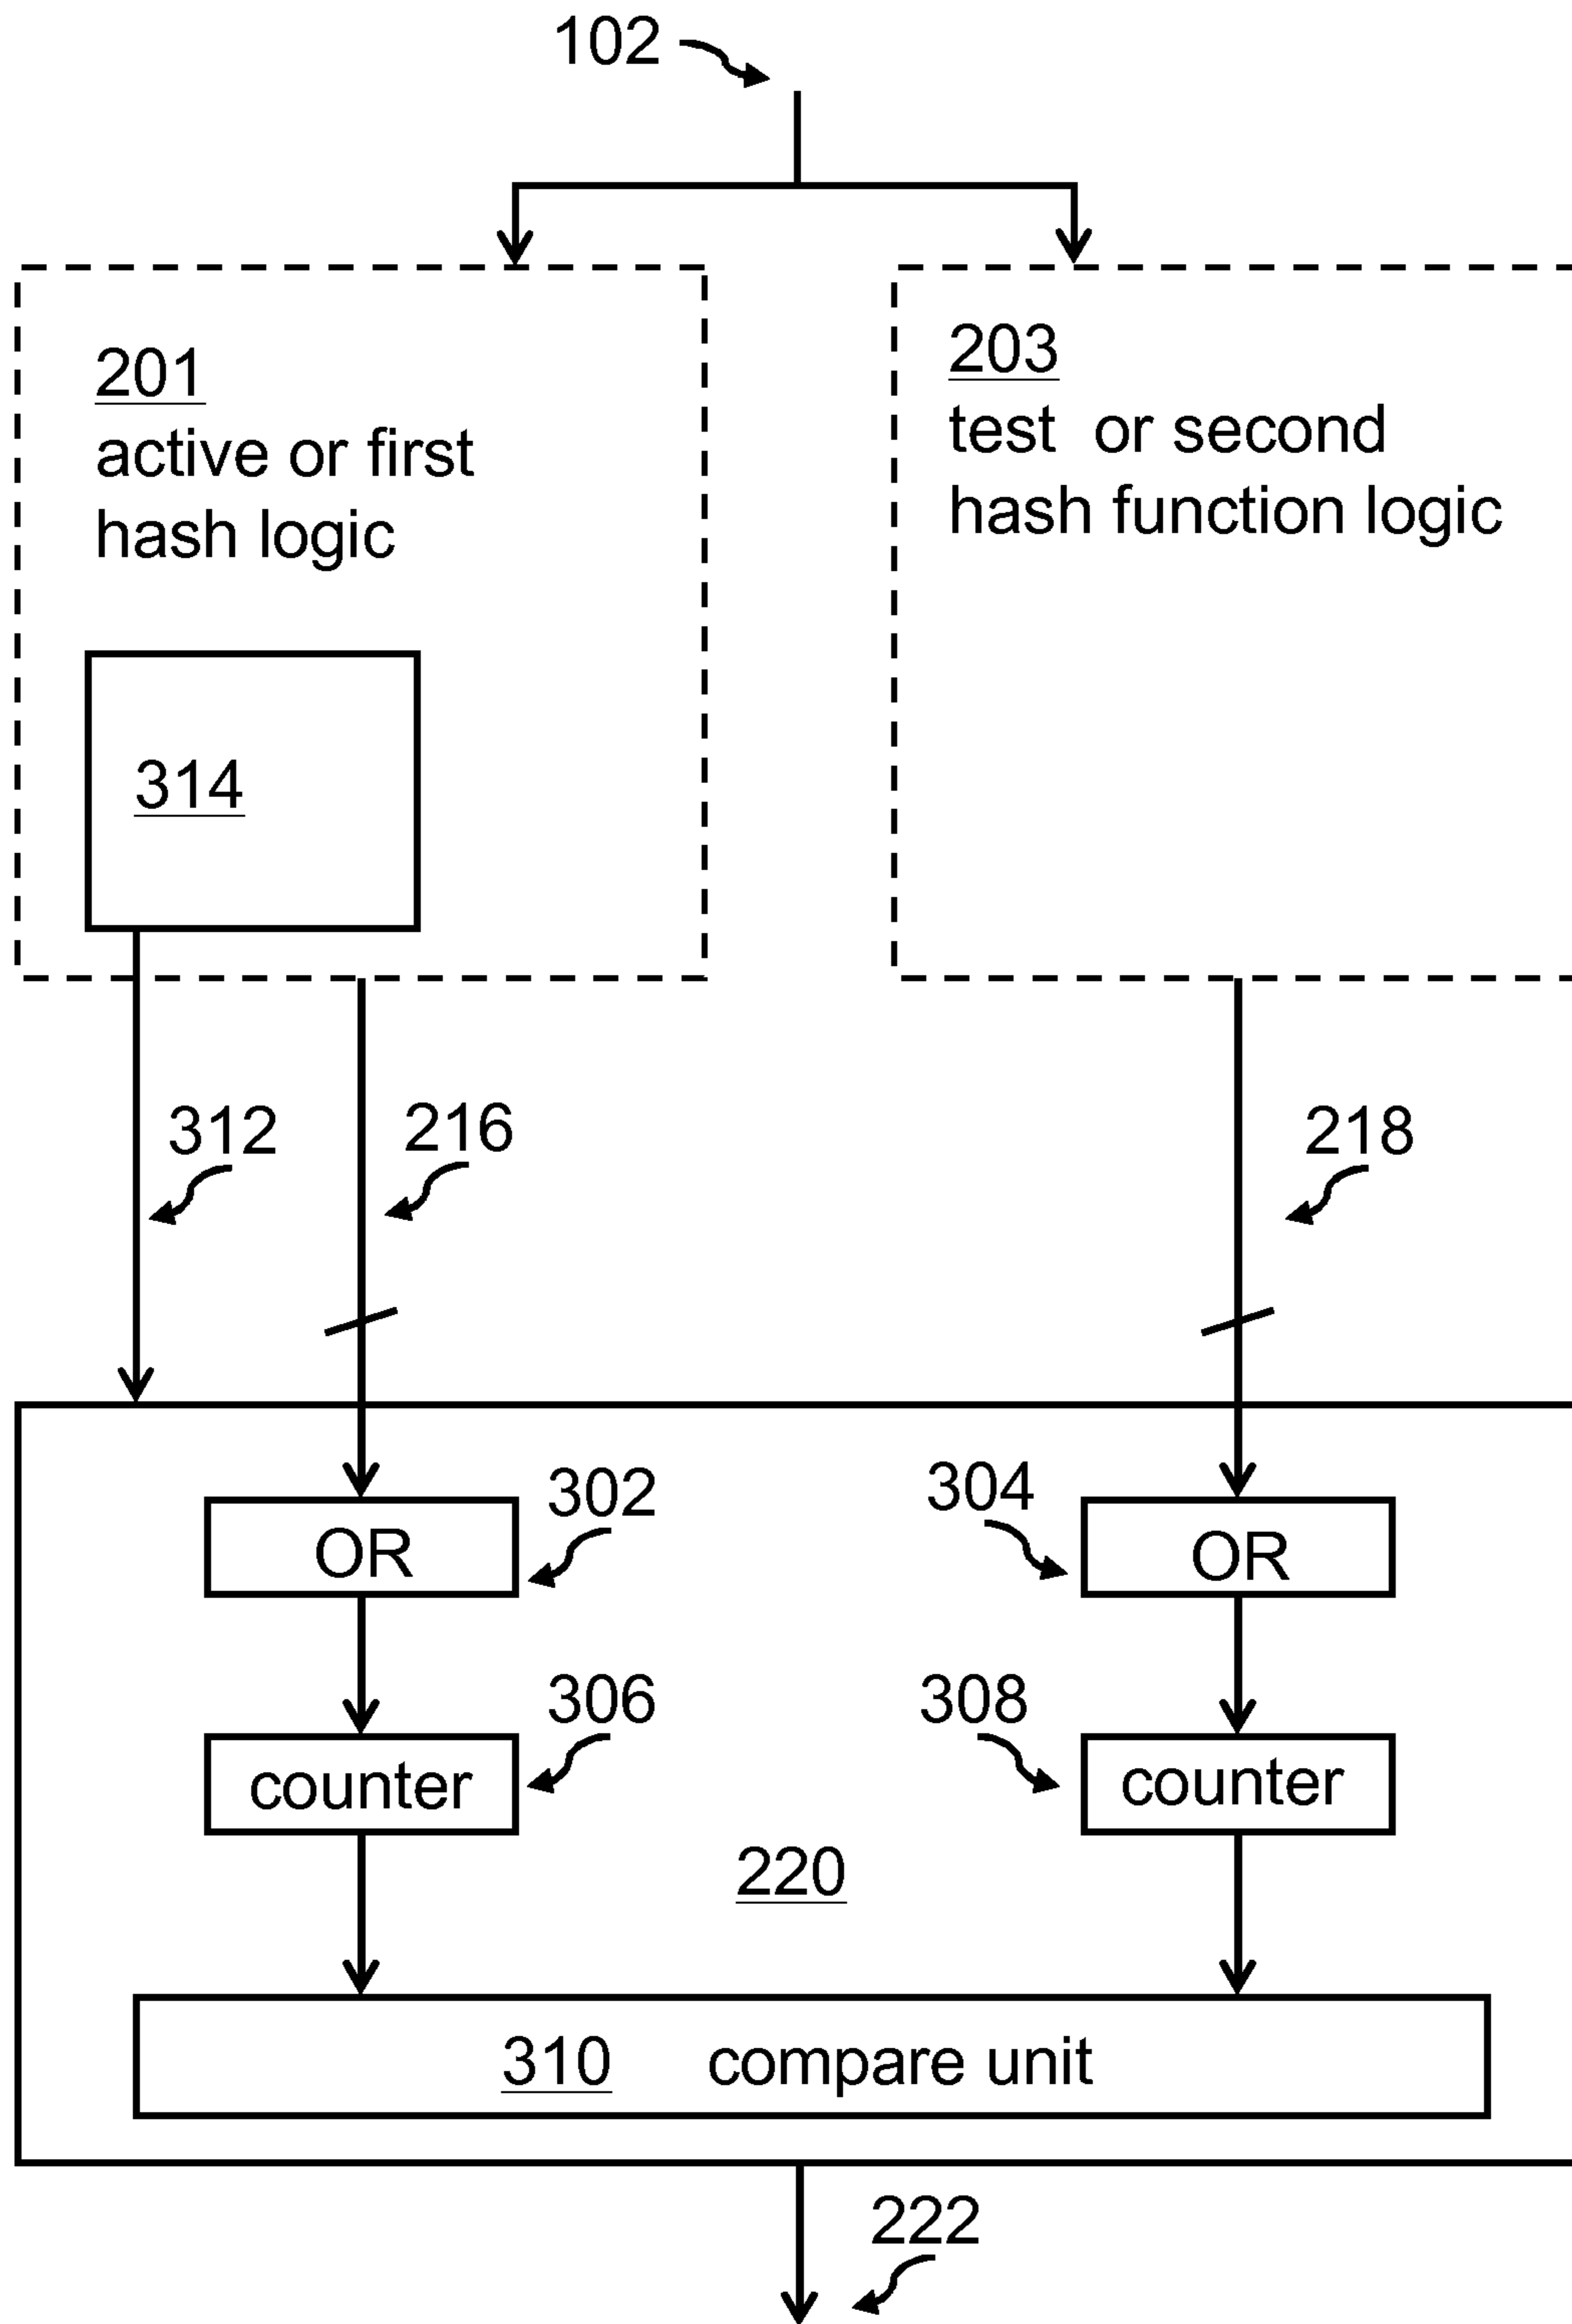 102
201
active or first
hash logic
203
test or second
hash function logic
314
312
216
218
302
304
OR
OR
306
308
counter
counter
220
310 compare unit
222